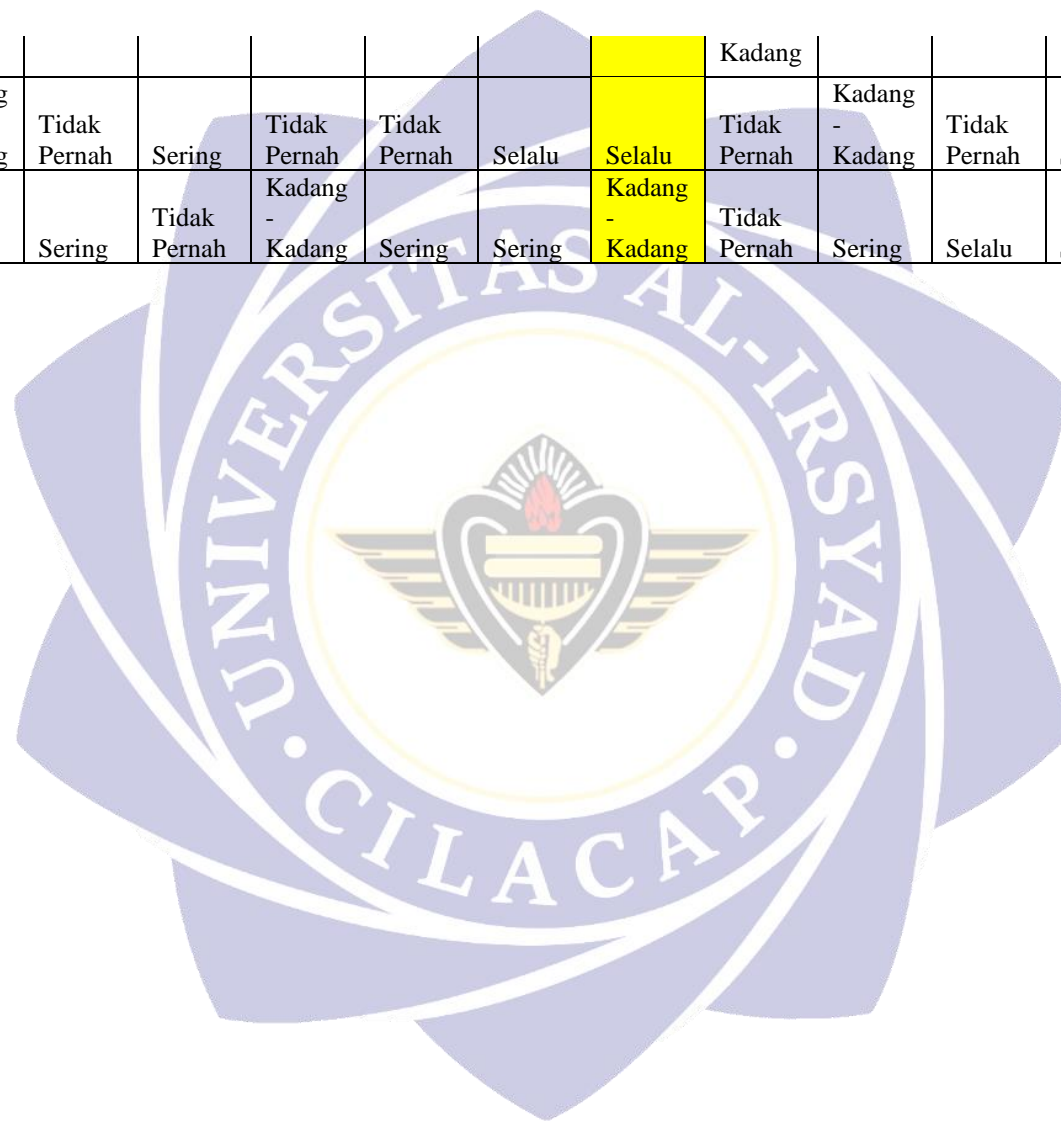 Kadang
Kadang
Tidak Tidak Tidak Tidak - Tidak
Pernah Sering Pernah Pernah Selalu Selalu Pernah Kadang Pernah
Kadang Kadang
Tidak - - Tidak
Sering Pernah Kadang Sering Sering Kadang Pernah Sering Selalu
UNIVERSITAS AL-IRSYAD
CILACAP